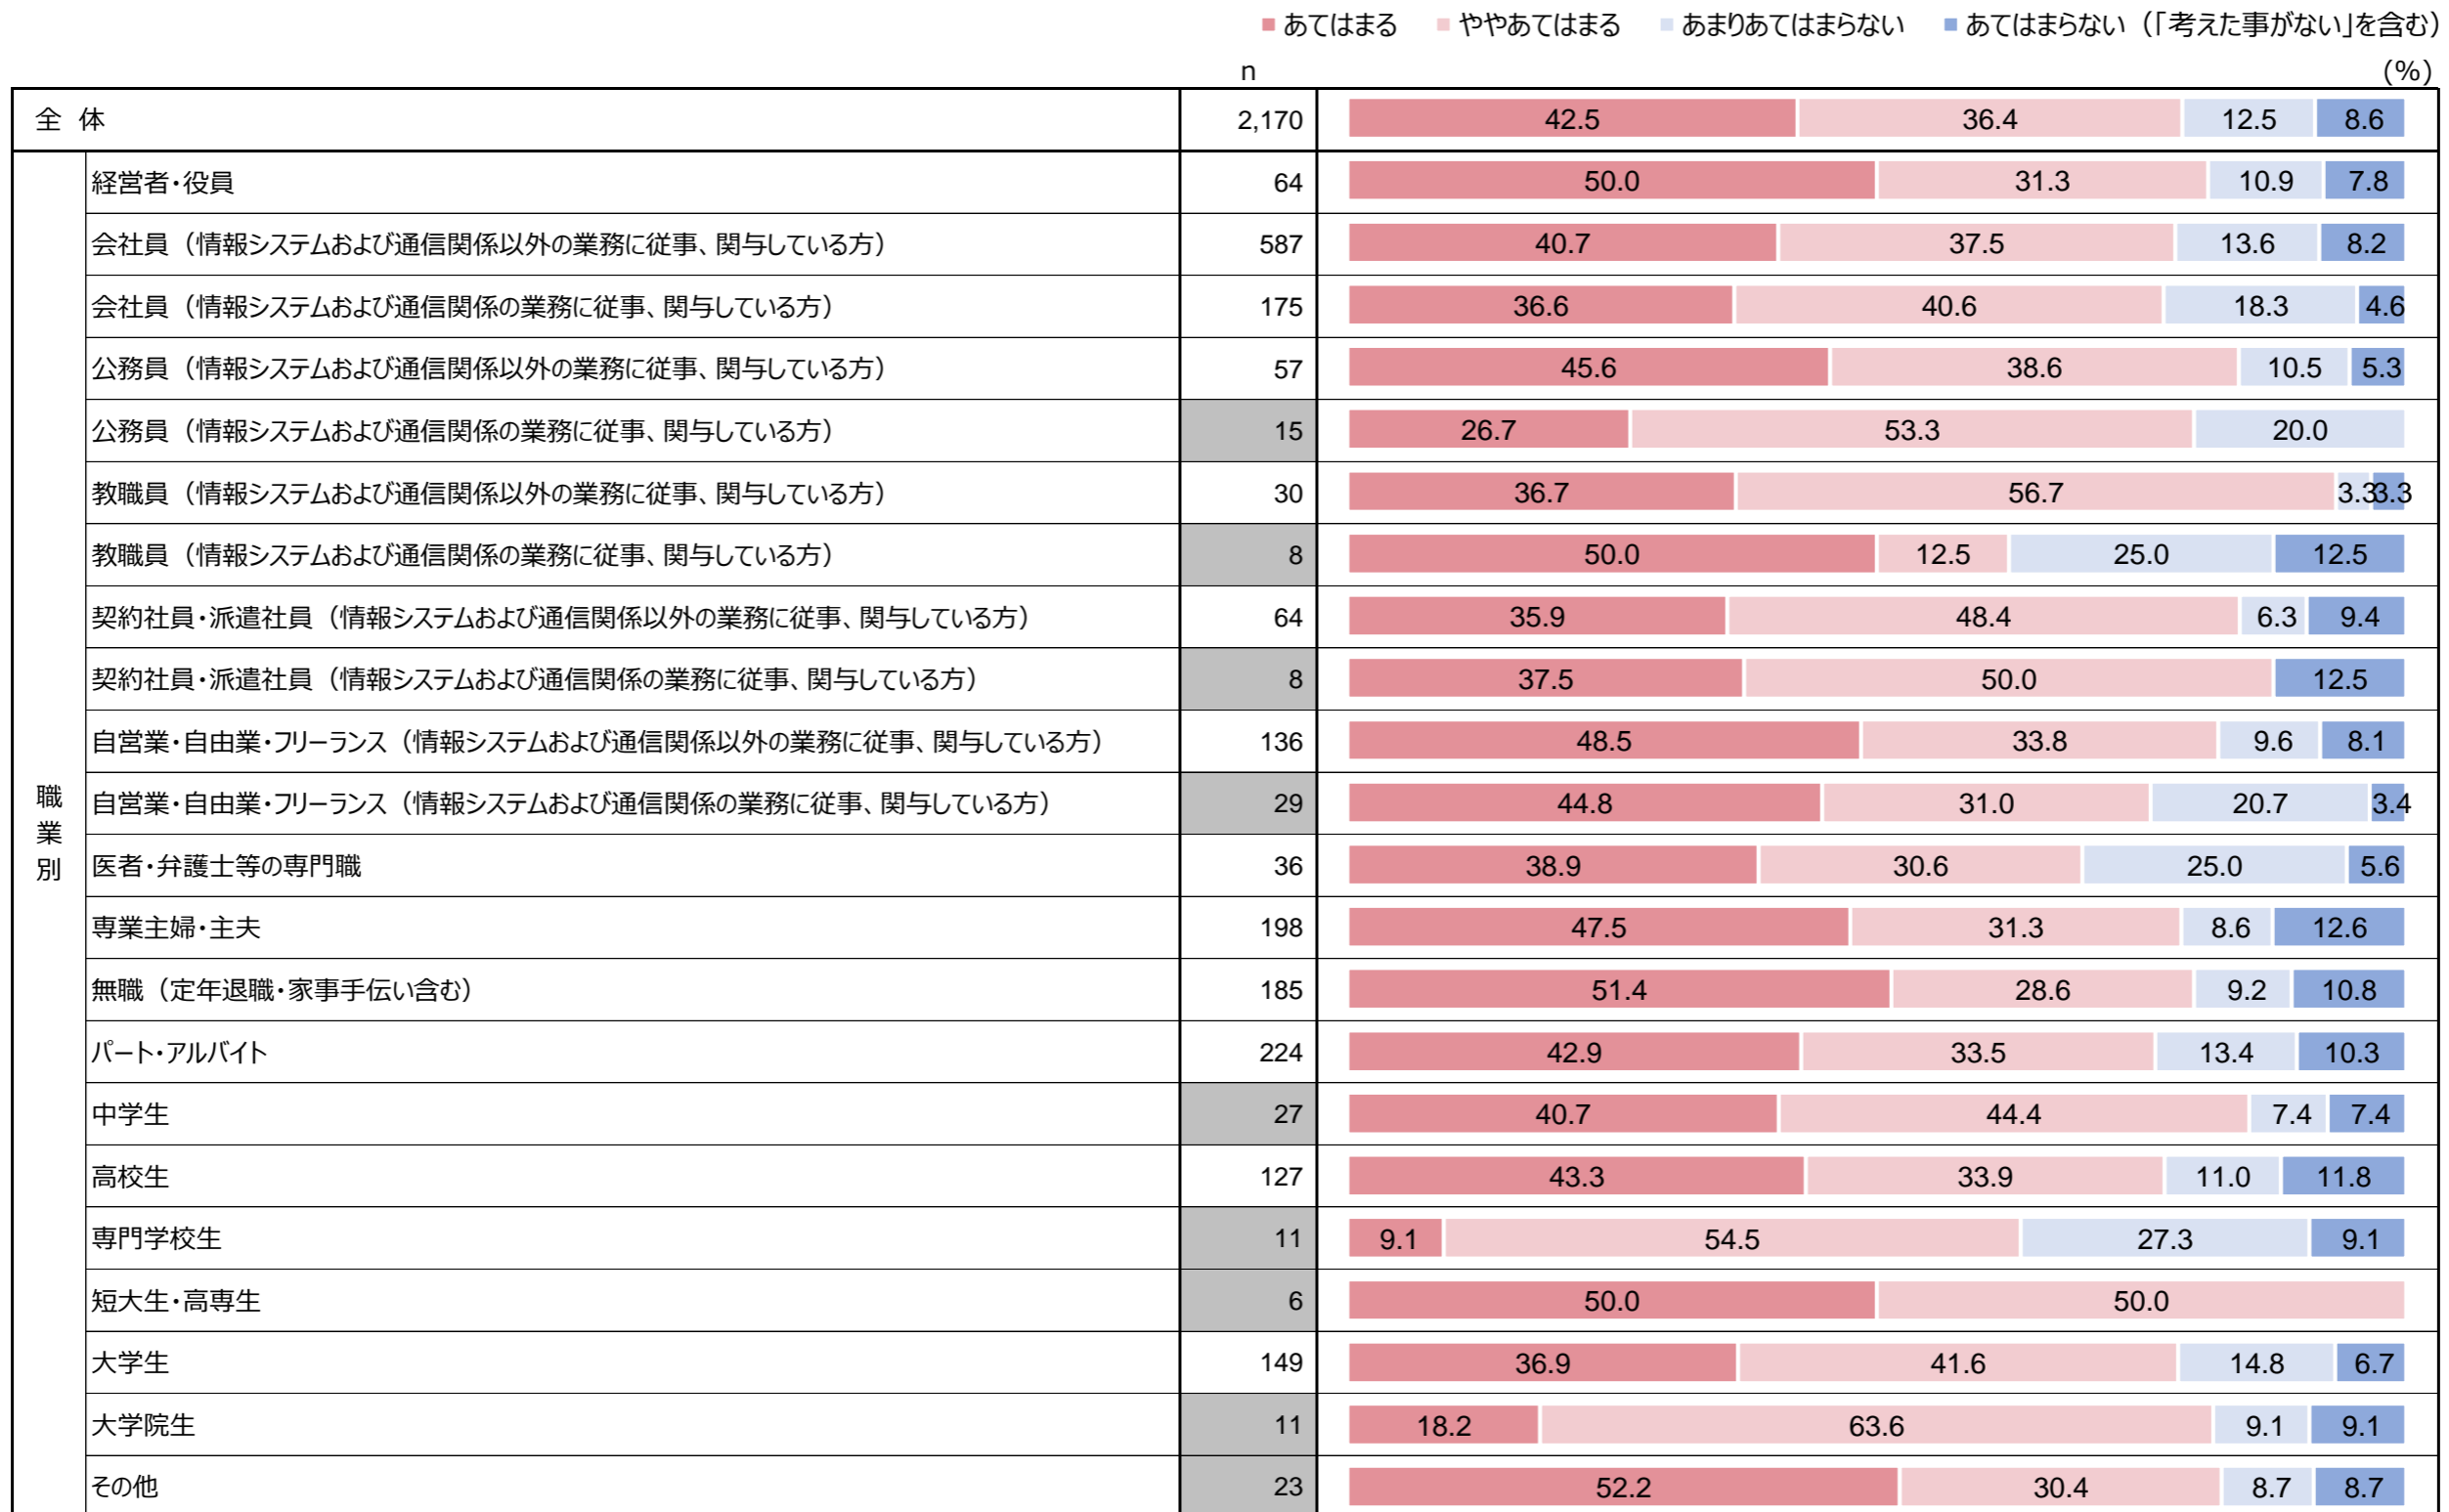 ■ あてはまる ■ ややあてはまる ■ あまりあてはまらない ■ あてはまらない（「考えた事がない」を含む）
n (%)
全 体 2,170 42.5 36.4 12.5 8.6
経営者・役員 64 50.0 31.3 10.9 7.8
会社員（情報システムおよび通信関係以外の業務に従事、関与している方） 587 40.7 37.5 13.6 8.2
会社員（情報システムおよび通信関係の業務に従事、関与している方） 175 36.6 40.6 18.3 4.6
公務員（情報システムおよび通信関係以外の業務に従事、関与している方） 57 45.6 38.6 10.5 5.3
公務員（情報システムおよび通信関係の業務に従事、関与している方） 15 26.7 53.3 20.0
教職員（情報システムおよび通信関係以外の業務に従事、関与している方） 30 36.7 56.7 3.3 3.3
教職員（情報システムおよび通信関係の業務に従事、関与している方） 8 50.0 12.5 25.0 12.5
契約社員・派遣社員（情報システムおよび通信関係以外の業務に従事、関与している方） 64 35.9 48.4 6.3 9.4
契約社員・派遣社員（情報システムおよび通信関係の業務に従事、関与している方） 8 37.5 50.0 12.5
自営業・自由業・フリーランス（情報システムおよび通信関係以外の業務に従事、関与している方） 136 48.5 33.8 9.6 8.1
職業別
自営業・自由業・フリーランス（情報システムおよび通信関係の業務に従事、関与している方） 29 44.8 31.0 20.7 3.4
医者・弁護士等の専門職 36 38.9 30.6 25.0 5.6
専業主婦・主夫 198 47.5 31.3 8.6 12.6
無職（定年退職・家事手伝い含む） 185 51.4 28.6 9.2 10.8
パート・アルバイト 224 42.9 33.5 13.4 10.3
中学生 27 40.7 44.4 7.4 7.4
高校生 127 43.3 33.9 11.0 11.8
専門学校生 11 9.1 54.5 27.3 9.1
短大生・高専生 6 50.0 50.0
大学生 149 36.9 41.6 14.8 6.7
大学院生 11 18.2 63.6 9.1 9.1
その他 23 52.2 30.4 8.7 8.7